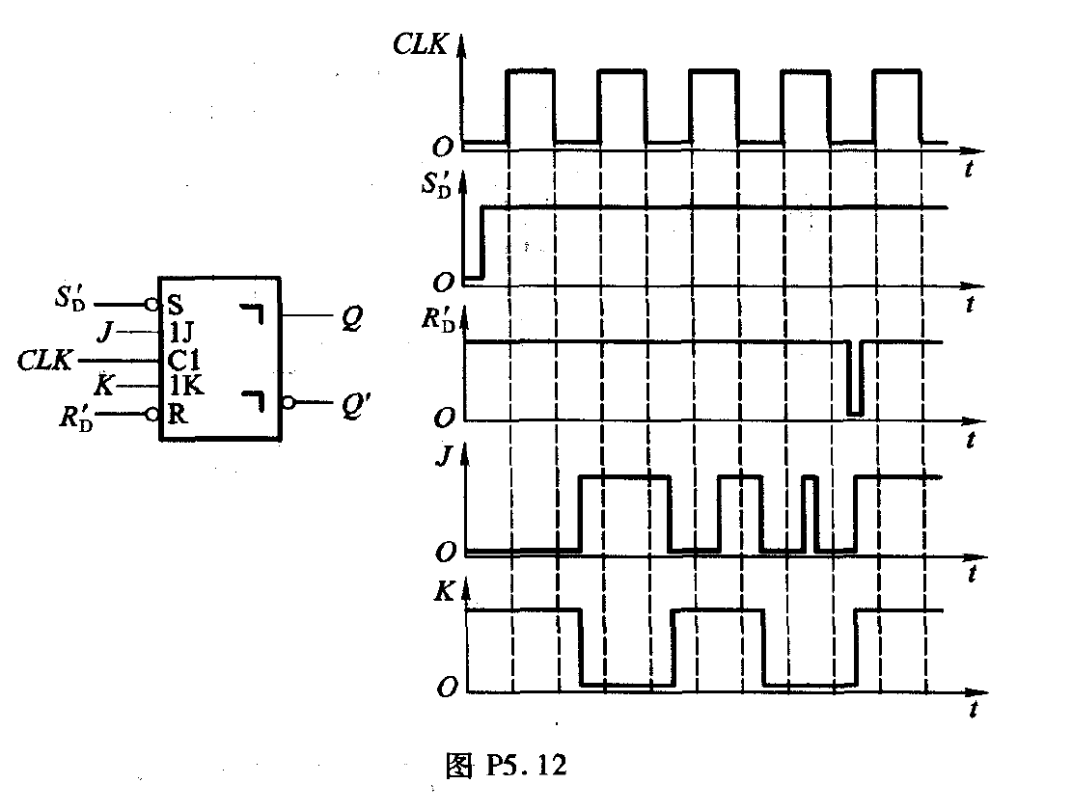 CLK
O
t
S'D
O
t
R'D
O
t
J
O
t
K
O
t
S'D
S
J
1J
CLK
C1
K
1K
R'D
R
Q
Q'
图 P5.12